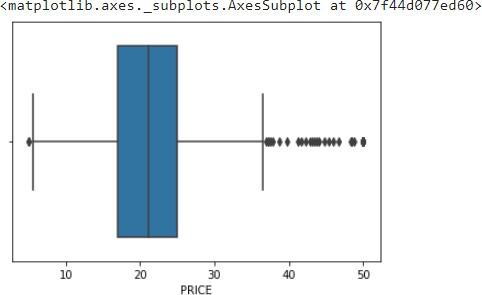 <matplotlib.axes._subplots.AxesSubplot at 0x7f44d077ed60>
10 20 30 40 50
PRICE